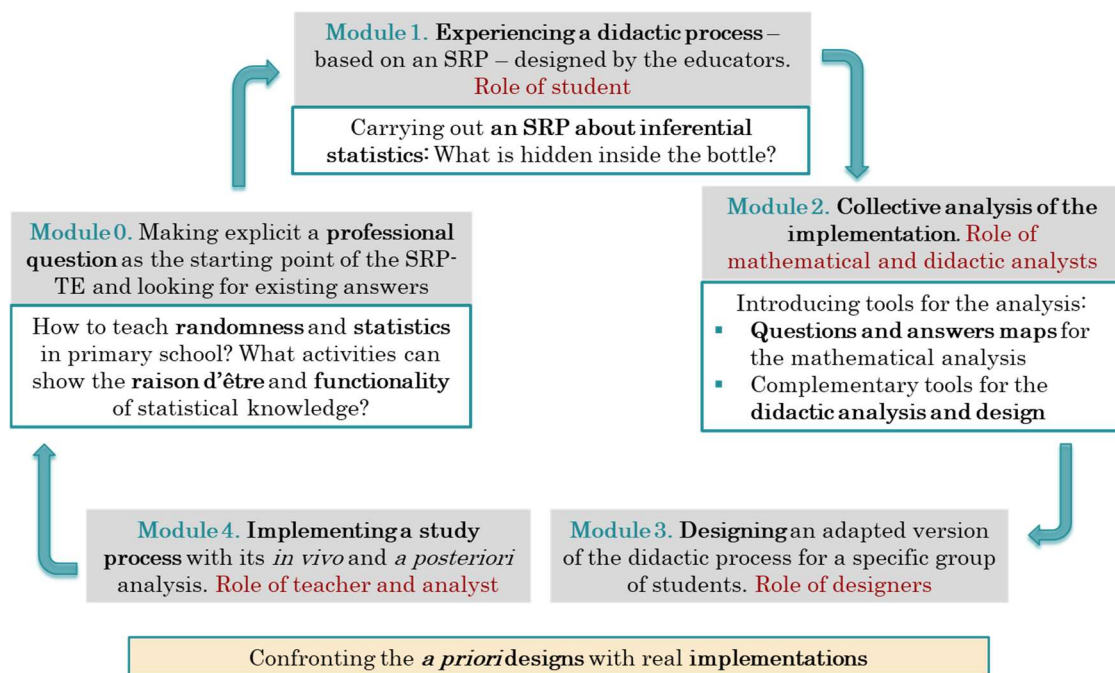 Module 1. Experiencing a didactic process –
based on an SRP – designed by the educators.
Role of student
Carrying out an SRP about inferential
statistics: What is hidden inside the bottle?
Module 0. Making explicit a professional
question as the starting point of the SRP-
TE and looking for existing answers
How to teach randomness and statistics
in primary school? What activities can
show the raison d'être and functionality
of statistical knowledge?
Module 2. Collective analysis of the
implementation. Role of
mathematical and didactic analysts
Introducing tools for the analysis:
▪ Questions and answers maps for
the mathematical analysis
▪ Complementary tools for the
didactic analysis and design
Module 4. Implementing a study
process with its in vivo and a posteriori
analysis. Role of teacher and analyst
Module 3. Designing an adapted version
of the didactic process for a specific group
of students. Role of designers
Confronting the a priori designs with real implementations